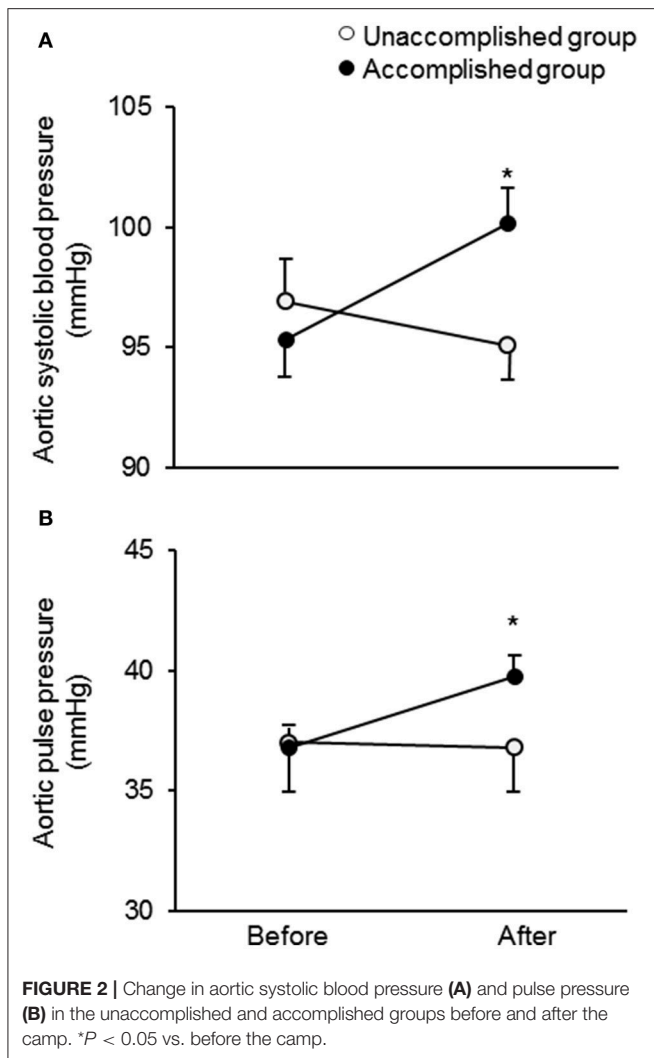 A
○ Unaccomplished group
● Accomplished group
Aortic systolic blood pressure
(mmHg)
105
100
95
90
*
B
Aortic pulse pressure
(mmHg)
45
40
35
30
*
Before After
FIGURE 2 | Change in aortic systolic blood pressure (A) and pulse pressure
(B) in the unaccomplished and accomplished groups before and after the
camp. *P < 0.05 vs. before the camp.